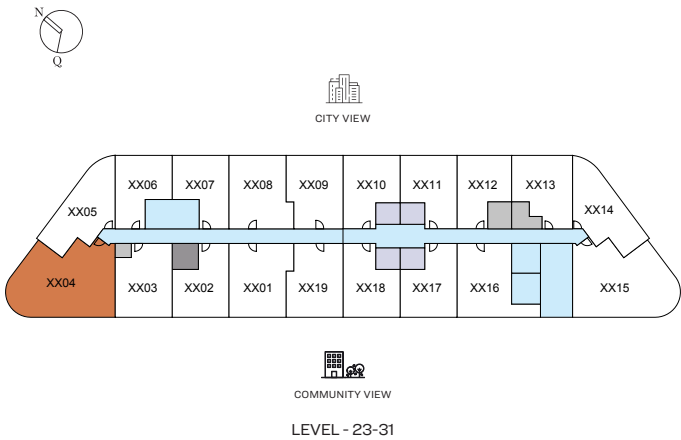 N
Q
CITY VIEW
XX06 XX07 XX08 XX09 XX10 XX11 XX12 XX13
XX05 XX14
XX04 XX03 XX02 XX01 XX19 XX18 XX17 XX16 XX15
COMMUNITY VIEW
LEVEL - 23-31